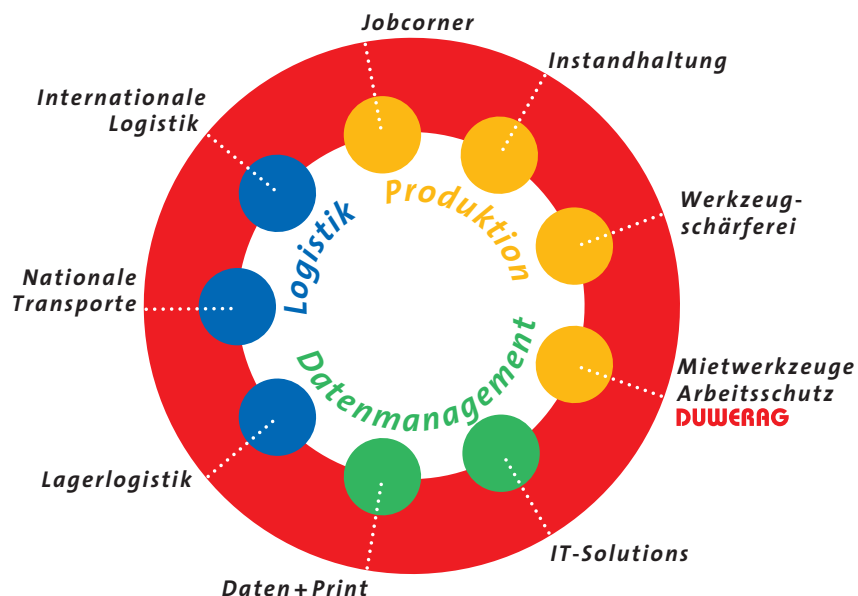 Jobcorner
Instandhaltung
Internationale
Logistik
Werkzeug-
schärferei
Produktion
Logistik
Nationale
Transporte
Datenmanagement
Mietwerkzeuge
Arbeitsschutz
DUWERAG
Lagerlogistik
IT-Solutions
Daten+Print